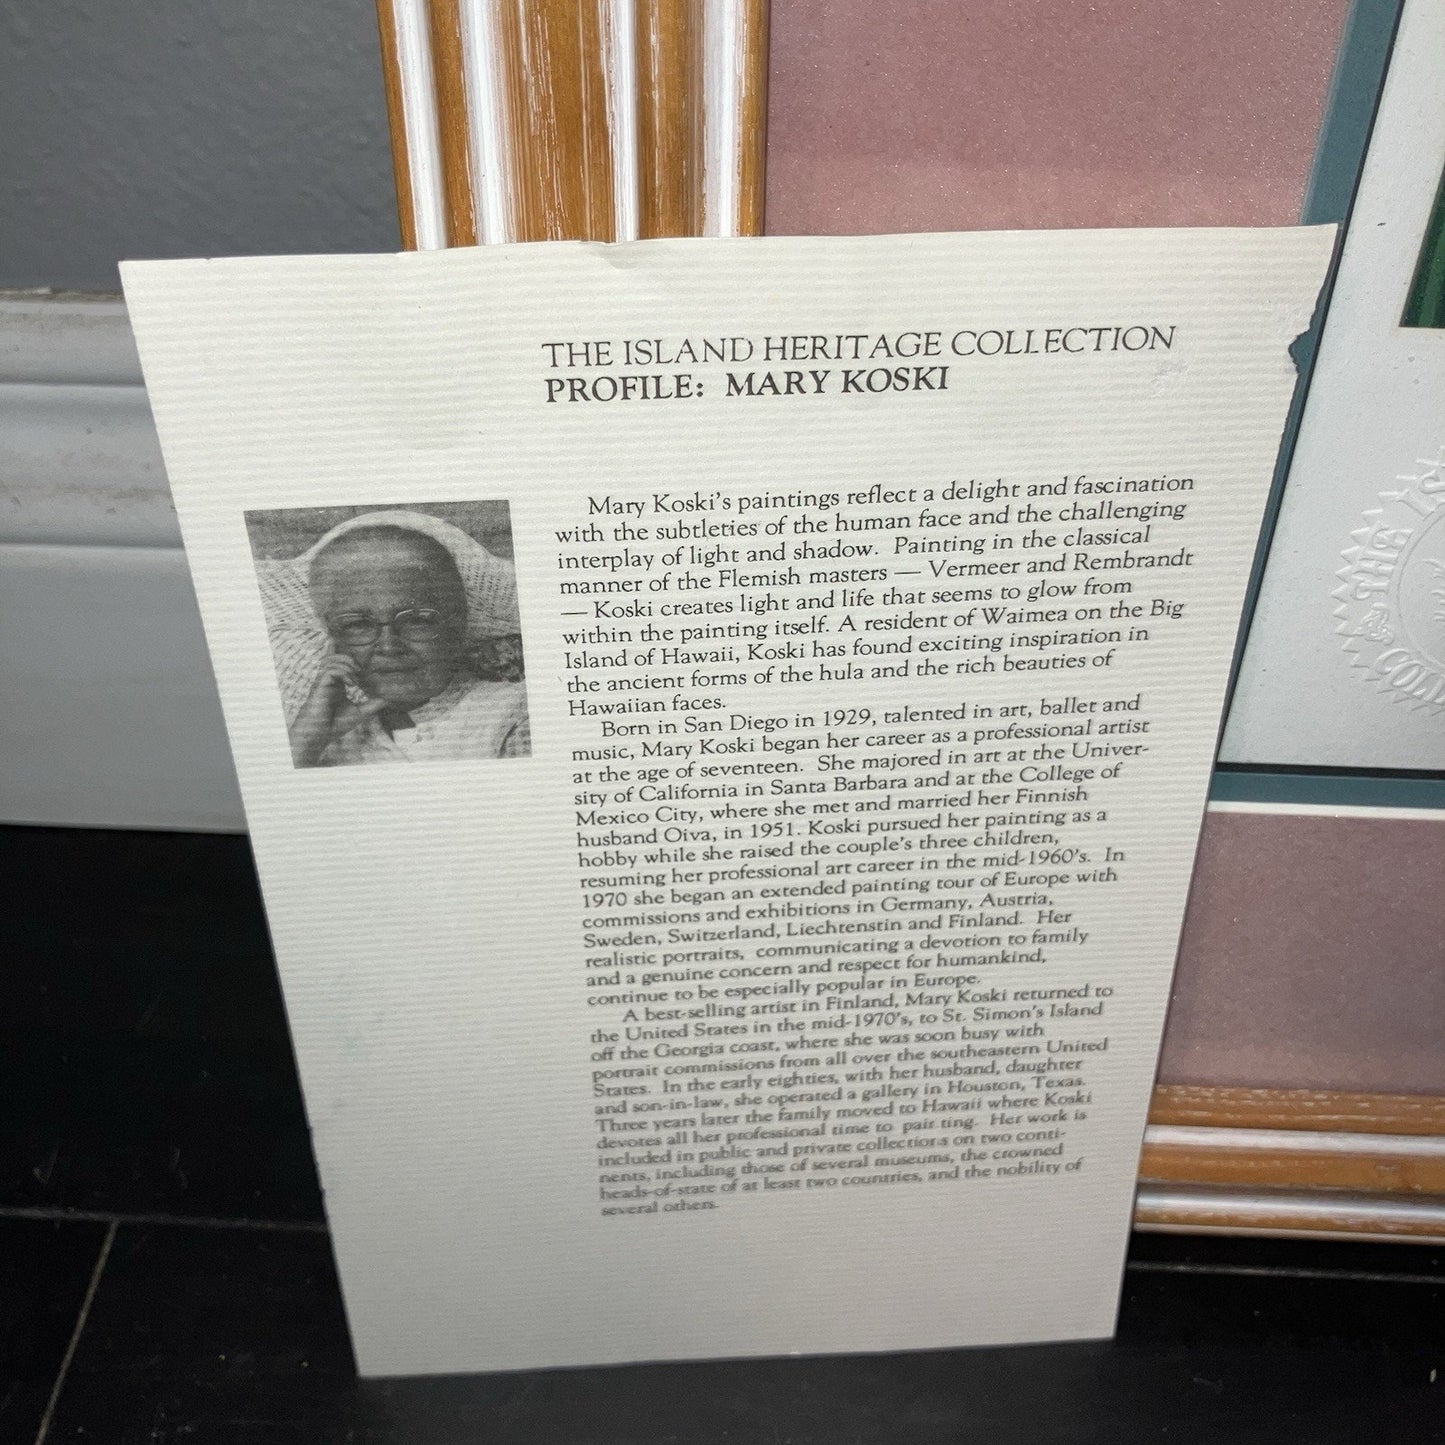 THE ISLAND HERITAGE COLLECTION
PROFILE: MARY KOSKI
Mary Koski's paintings reflect a delight and fascination
with the subtleties of the human face and the challenging
interplay of light and shadow. Painting in the classical
manner of the Flemish masters — Vermeer and Rembrandt
— Koski creates light and life that seems to glow from
within the painting itself. A resident of Waimea on the Big
Island of Hawaii, Koski has found exciting inspiration in
the ancient forms of the hula and the rich beauties of
Hawaiian faces.
Born in San Diego in 1929, talented in art, ballet and
music, Mary Koski began her career as a professional artist
at the age of seventeen. She majored in art at the Univer-
sity of California in Santa Barbara and at the College of
Mexico City, where she met and married her Finnish
husband Oiva, in 1951. Koski pursued her painting as a
hobby while she raised the couple's three children,
resuming her professional art career in the mid-1960's. In
1970 she began an extended painting tour of Europe with
commissions and exhibitions in Germany, Austria,
Sweden, Switzerland, Liechtenstin and Finland. Her
realistic portraits, communicating a devotion to family
and a genuine concern and respect for humankind,
continue to be especially popular in Europe.
A best-selling artist in Finland, Mary Koski returned to
the United States in the mid-1970's, to St. Simon's Island
off the Georgia coast, where she was soon busy with
portrait commissions from all over the southeastern United
States. In the early eighties, with her husband, daughter
and son-in-law, she operated a gallery in Houston, Texas.
Three years later the family moved to Hawaii where Koski
devotes all her professional time to painting. Her work is
included in public and private collections on two conti-
nents, including those of several museums, the crowned
heads-of-state of at least two countries, and the nobility of
several others.
THE